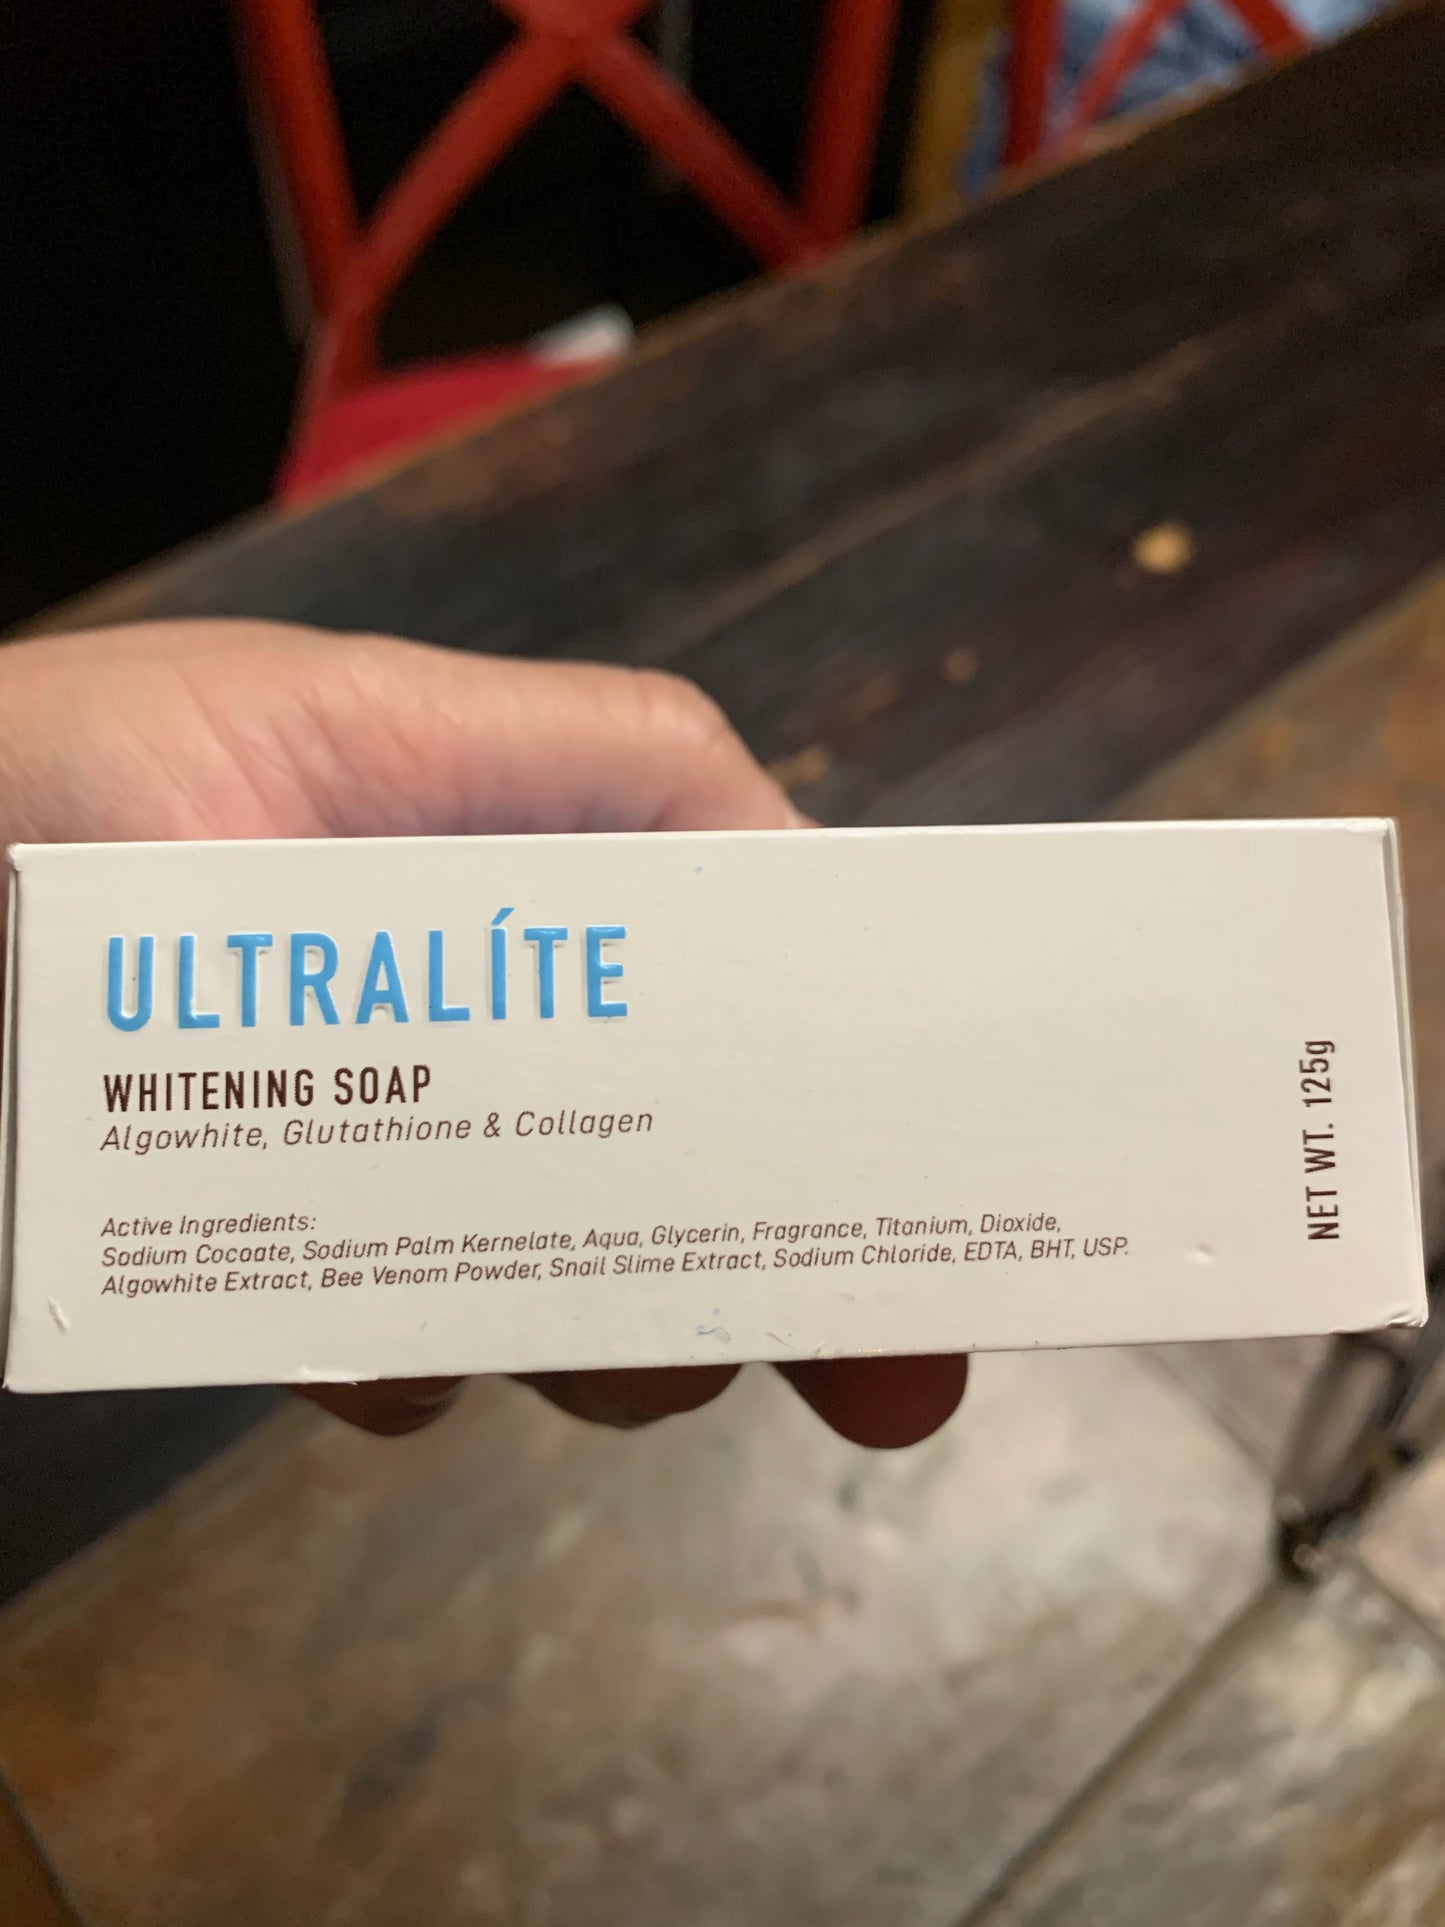 ULTRALÍTE
WHITENING SOAP
Algowhite, Glutathione & Collagen
Active Ingredients:
Sodium Cocoate, Sodium Palm Kernelate, Aqua, Glycerin, Fragrance, Titanium, Dioxide,
Algowhite Extract, Bee Venom Powder, Snail Slime Extract, Sodium Chloride, EDTA, BHT, USP.
NET WT. 125g